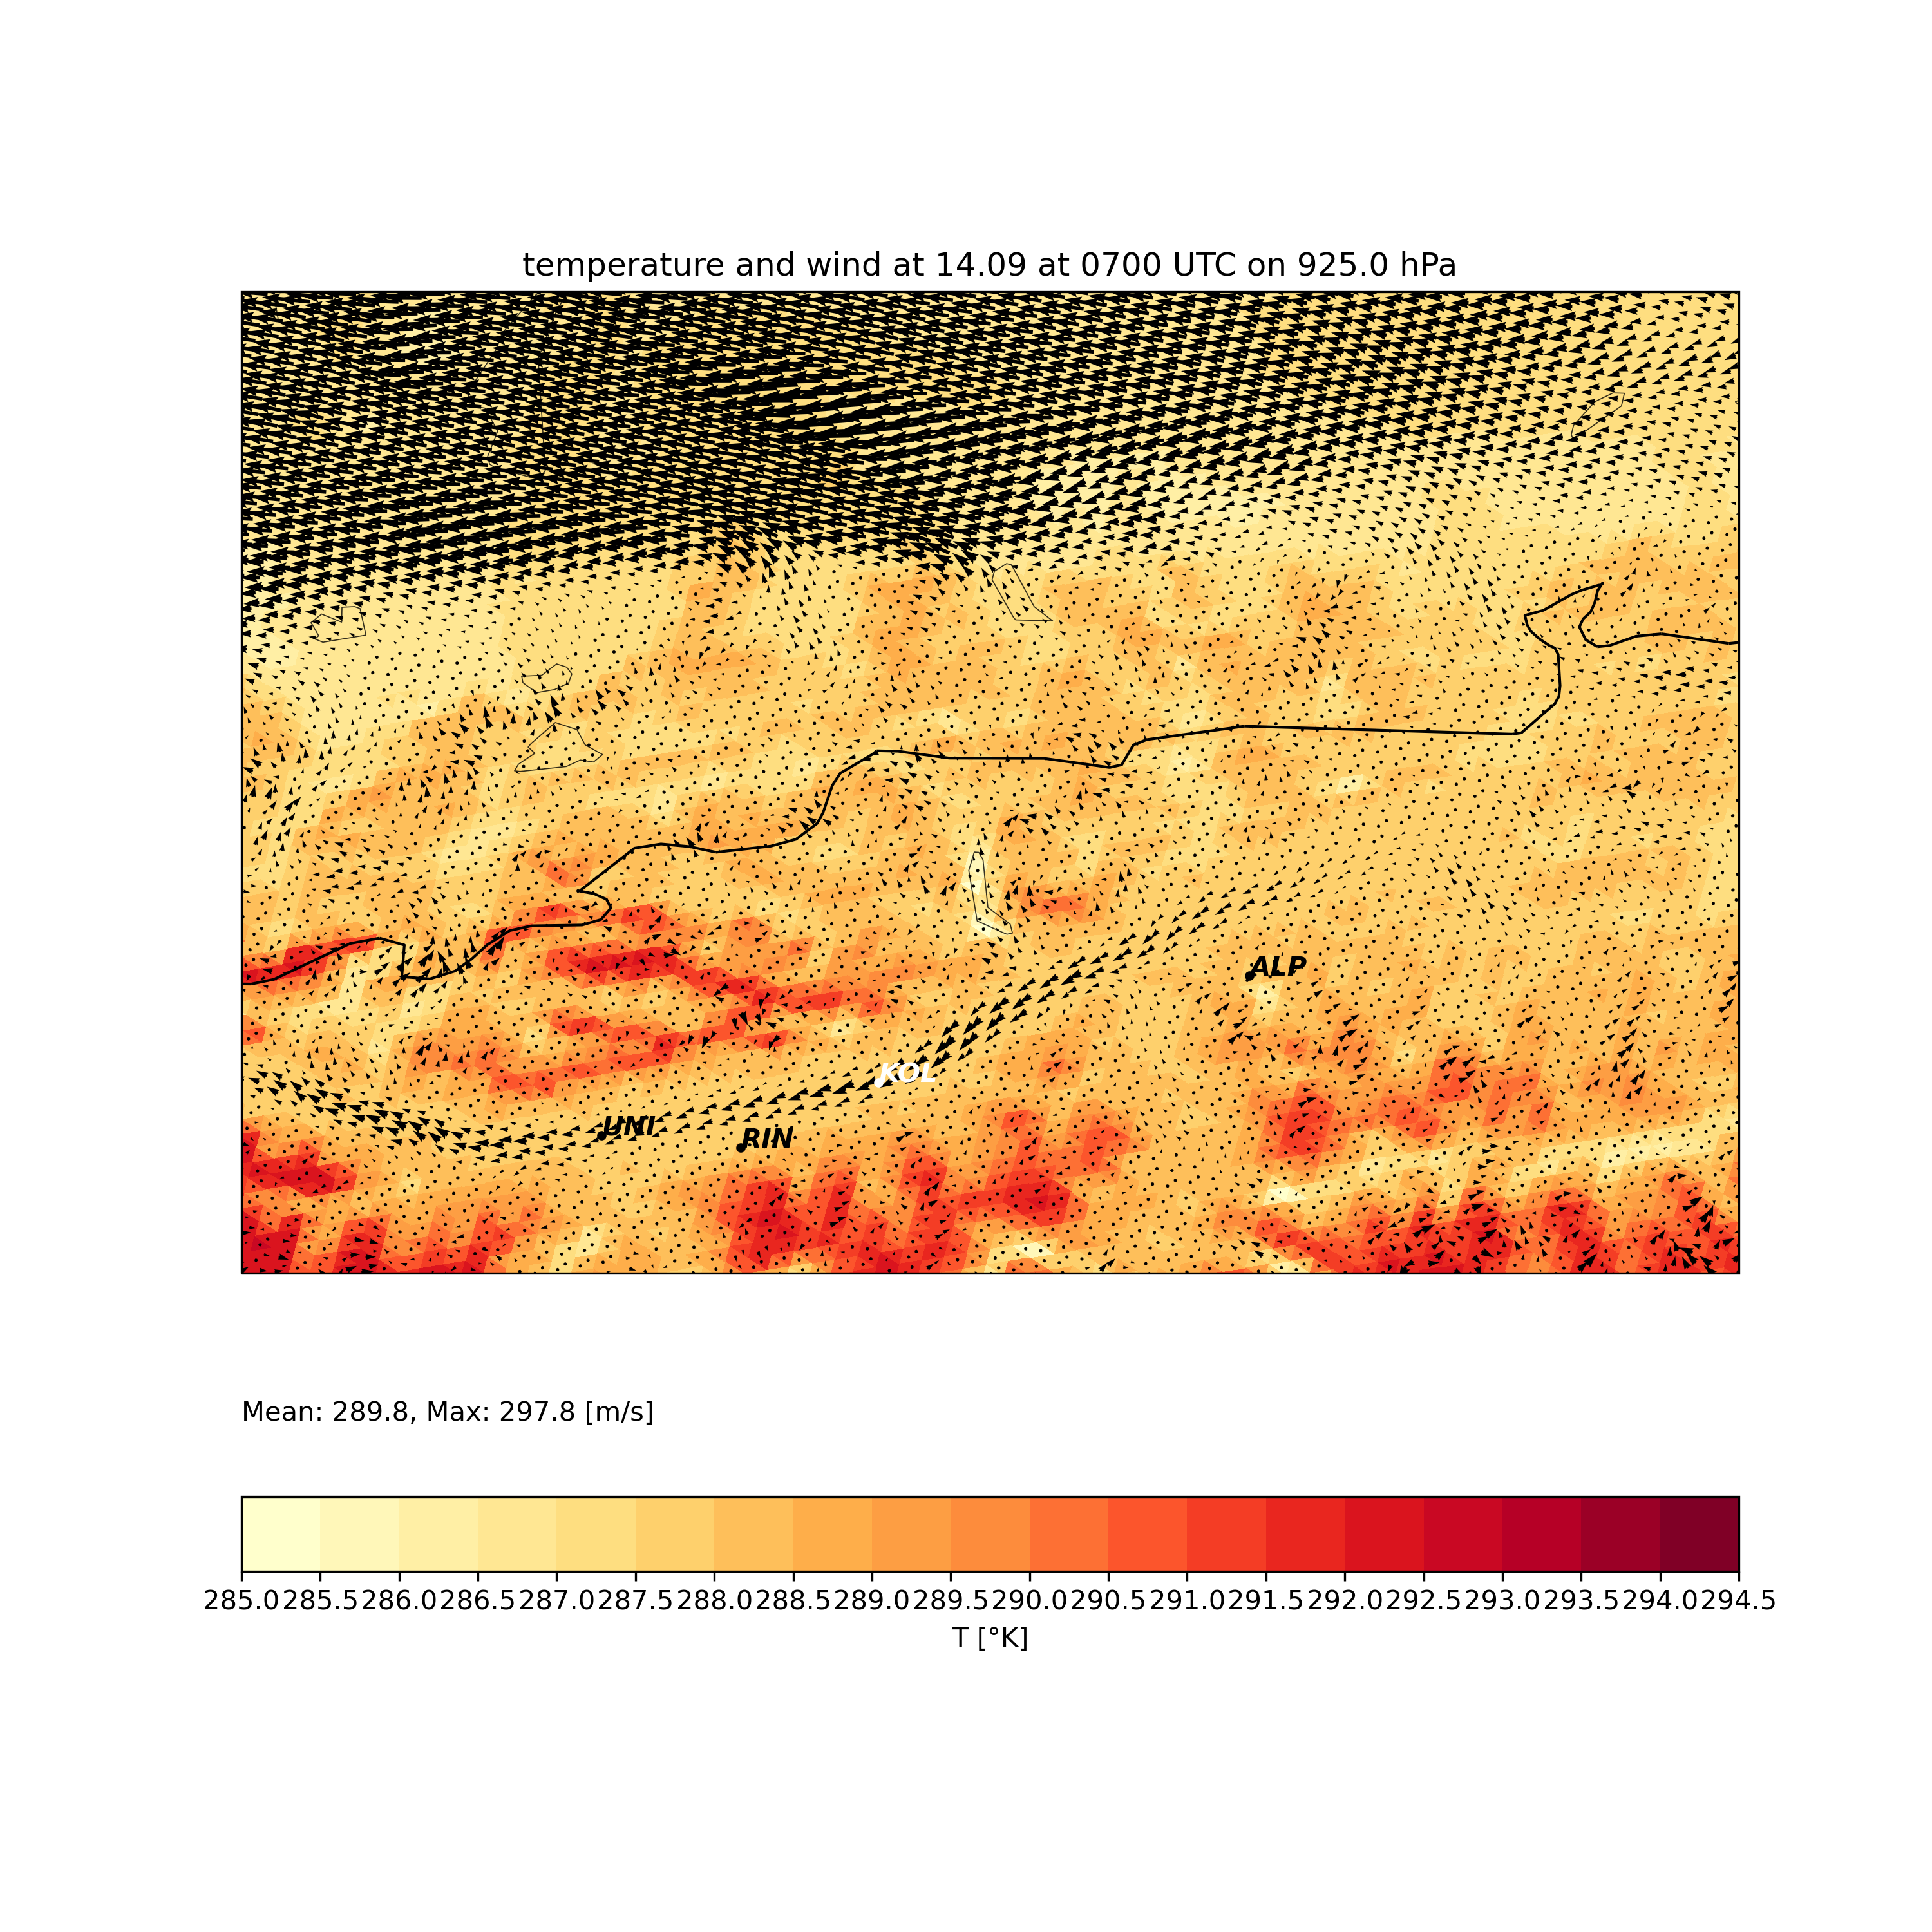 temperature and wind at 14.09 at 0700 UTC on 925.0 hPa
ALP
KOL
UNI
RIN
Mean: 289.8, Max: 297.8 [m/s]
285.0 285.5 286.0 286.5 287.0 287.5 288.0 288.5 289.0 289.5 290.0 290.5 291.0 291.5 292.0 292.5 293.0 293.5 294.0 294.5
T [°K]